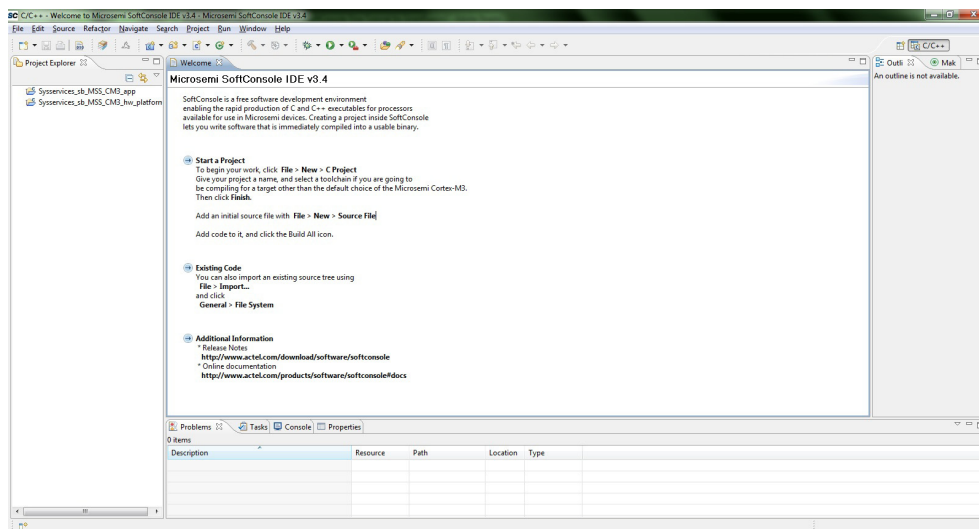 SC C/C++ - Welcome to Microsemi SoftConsole IDE v3.4 - Microsemi SoftConsole IDE v3.4
File Edit Source Refactor Navigate Search Project Run Window Help
C/C++
Project Explorer
Welcome
Outli
Mak
Microsemi SoftConsole IDE v3.4
An outline is not available.
Sysservices_sb_MSS_CM3_app
Sysservices_sb_MSS_CM3_hw_platform
SoftConsole is a free software development environment
enabling the rapid production of C and C++ executables for processors
available for use in Microsemi devices. Creating a project inside SoftConsole
lets you write software that is immediately compiled into a usable binary.
Start a Project
To begin your work, click File > New > C Project
Give your project a name, and select a toolchain if you are going to
be compiling for a target other than the default choice of the Microsemi Cortex-M3.
Then click Finish.
Add an initial source file with File > New > Source File
Add code to it, and click the Build All icon.
Existing Code
You can also import an existing source tree using
File > Import...
and click
General > File System
Additional Information
* Release Notes
http://www.actel.com/download/software/softconsole
* Online documentation
http://www.actel.com/products/software/softconsole#docs
Problems Tasks Console Properties
0 items
Description Resource Path Location Type